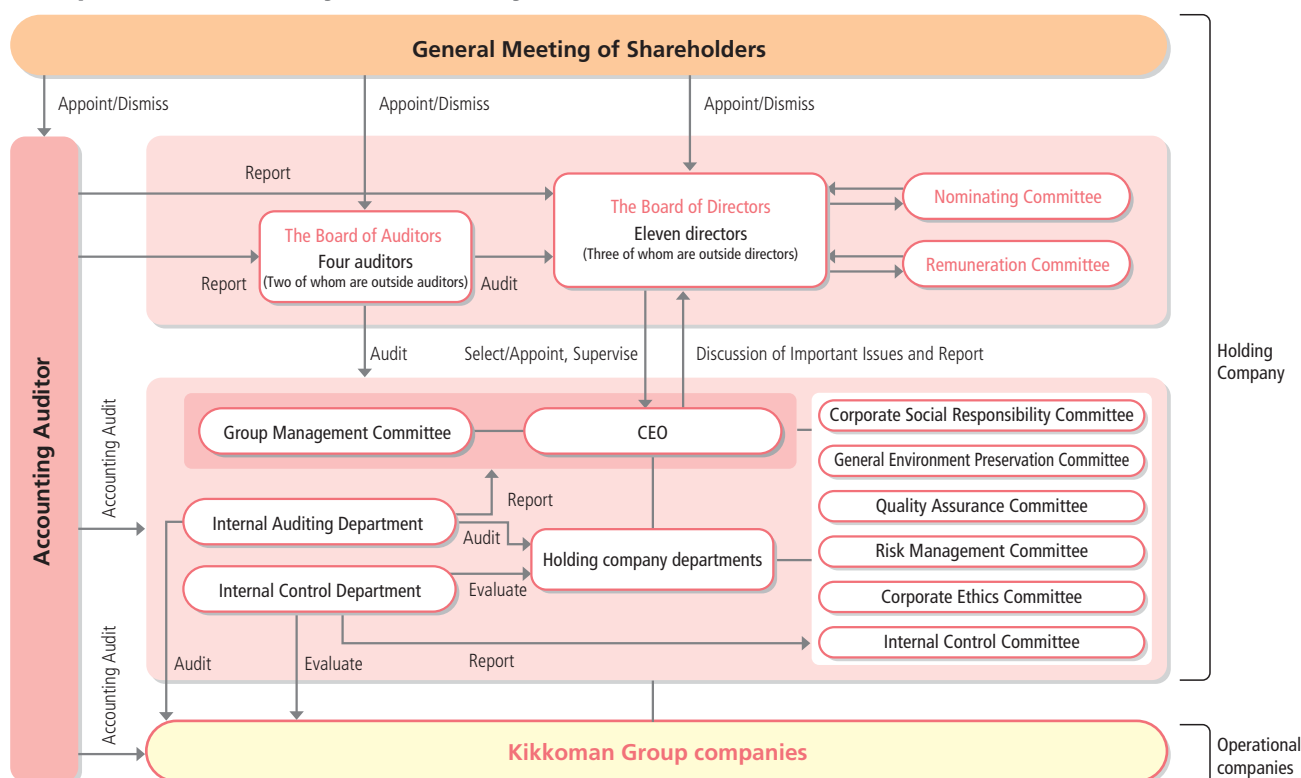 General Meeting of Shareholders
Appoint/Dismiss
Appoint/Dismiss
Appoint/Dismiss
Accounting Auditor
Report
Report
The Board of Auditors
Four auditors
(Two of whom are outside auditors)
Audit
The Board of Directors
Eleven directors
(Three of whom are outside directors)
Nominating Committee
Remuneration Committee
Audit
Select/Appoint, Supervise
Discussion of Important Issues and Report
Holding
Company
Accounting Audit
Group Management Committee
CEO
Corporate Social Responsibility Committee
General Environment Preservation Committee
Quality Assurance Committee
Risk Management Committee
Corporate Ethics Committee
Internal Control Committee
Report
Internal Auditing Department
Audit
Holding company departments
Internal Control Department
Evaluate
Accounting Audit
Audit
Evaluate
Report
Kikkoman Group companies
Operational
companies